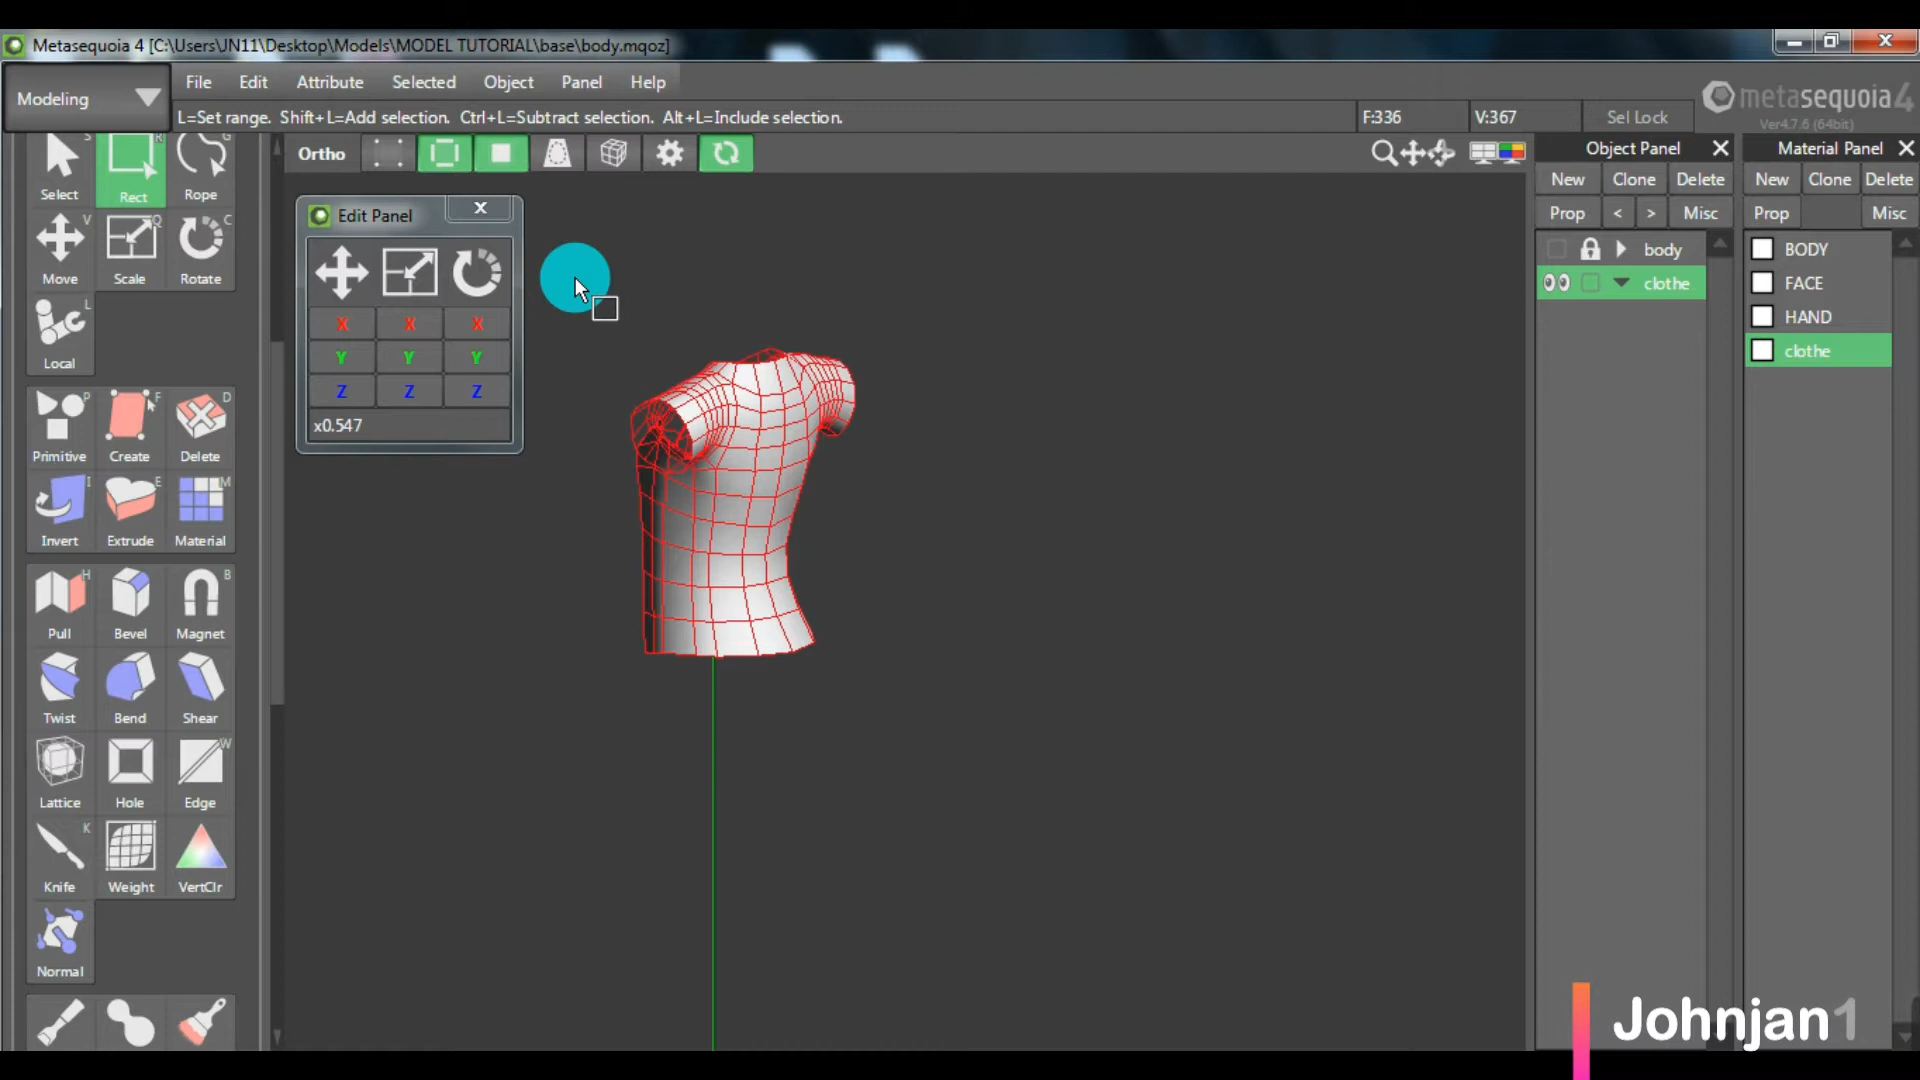 Metasequoia 4 [C:\Users\JN11\Desktop\Models\MODEL TUTORIAL\base\body.mqoz]
Modeling
File Edit Attribute Selected Object Panel Help
metasequoia 4
Ver4.7.6 (64bit)
L=Set range. Shift+L=Add selection. Ctrl+L=Subtract selection. Alt+L=Include selection.
F:336 V:367 Sel Lock
S R G
Select Rect Rope
V Q C
Move Scale Rotate
L
Local
P F D
Primitive Create Delete
I E M
Invert Extrude Material
H B
Pull Bevel Magnet
Twist Bend Shear
W
Lattice Hole Edge
K
Knife Weight VertClr
Normal
Ortho
Edit Panel X
X X X
Y Y Y
Z Z Z
x0.547
Object Panel
New Clone Delete
Prop < > Misc
body
clothe
Material Panel
New Clone Delete
Prop Misc
BODY
FACE
HAND
clothe
Johnjan1